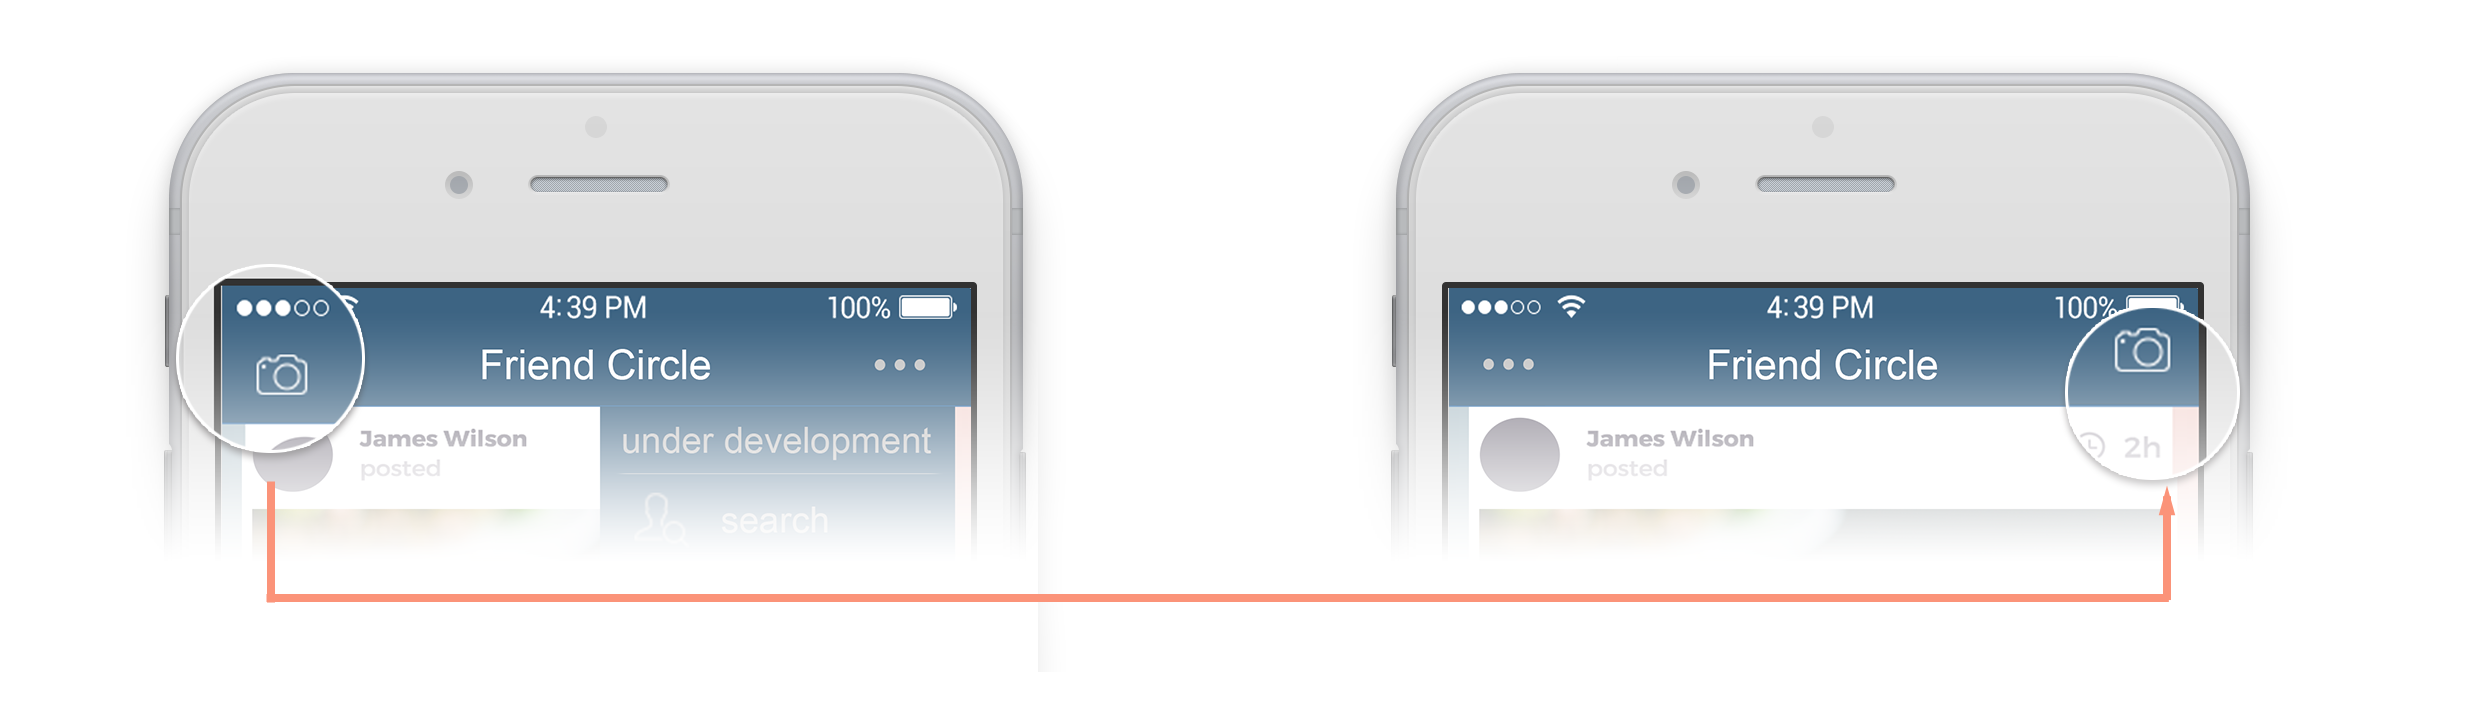 4:39 PM
100%
Friend Circle
James Wilson
posted
under development
search
4:39 PM
100%
Friend Circle
James Wilson
posted
2h